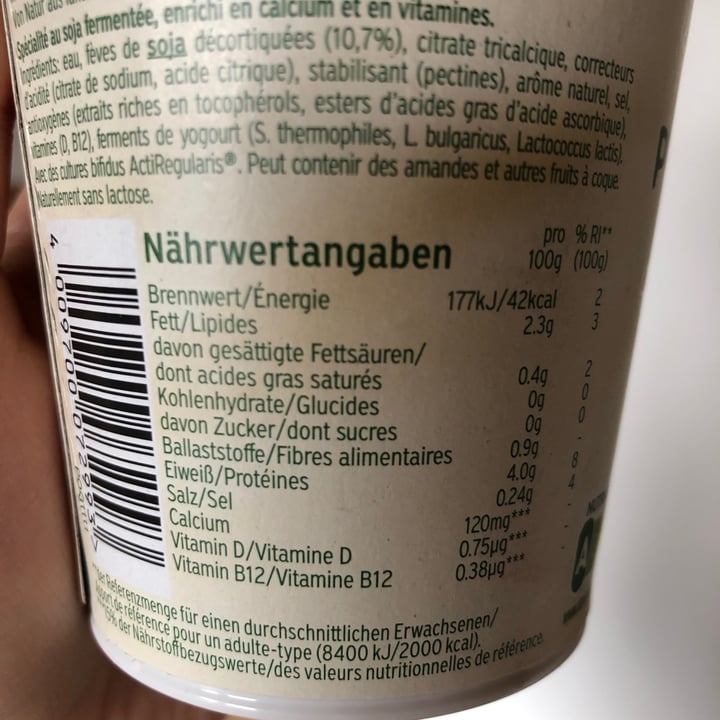 Von Natur aus
Spécialité au soja fermentée, enrichi en calcium et en vitamines.
Ingrédients: eau, fèves de soja décortiquées (10,7%), citrate tricalcique, correcteurs
d'acidité (citrate de sodium, acide citrique), stabilisant (pectines), arôme naturel, sel,
antioxygènes (extraits riches en tocophérols, esters d'acides gras d'acide ascorbique),
vitamines (D, B12), ferments de yogourt (S. thermophiles, L. bulgaricus, Lactococcus lactis).
Avec des cultures bifidus ActiRegularis®. Peut contenir des amandes et autres fruits à coque.
Naturellement sans lactose.
Nährwertangaben
pro % RI**
100g (100g)
Brennwert/Énergie 177kJ/42kcal 2
Fett/Lipides 2.3g 3
davon gesättigte Fettsäuren/
dont acides gras saturés 0.4g 2
Kohlenhydrate/Glucides 0g 0
davon Zucker/dont sucres 0g 0
Ballaststoffe/Fibres alimentaires 0.9g -
Eiweiß/Protéines 4.0g 8
Salz/Sel 0.24g 4
Calcium 120mg*** -
Vitamin D/Vitamine D 0.75µg*** -
Vitamin B12/Vitamine B12 0.38µg*** -
Referenzmenge für einen durchschnittlichen Erwachsenen/
de référence pour un adulte-type (8400 kJ/2000 kcal).
der Nährstoffbezugswerte/des valeurs nutritionnelles de référence.
A